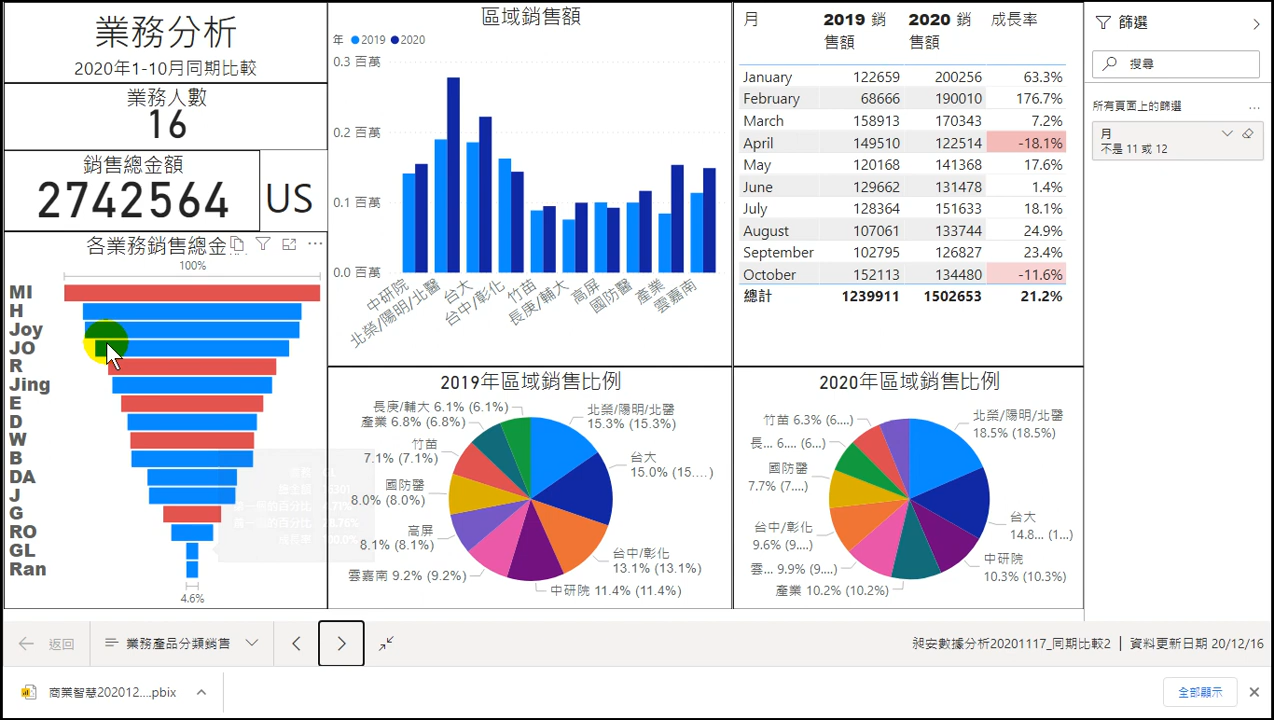 業務分析
2020年1-10月同期比較
業務人數
16
銷售總金額
2742564
US
各業務銷售總金
100%
MI
H
Joy
JO
R
Jing
E
D
W
B
DA
J
G
RO
GL
Ran
4.6%
區域銷售額
年 2019 2020
0.3 百萬
0.2 百萬
0.1 百萬
0.0 百萬
中研院
北榮/陽明/北醫
台大
台中/彰化
竹苗
長庚/輔大
高屏
國防醫
產業
雲嘉南
月 2019 銷售額 2020 銷售額 成長率
January 122659 200256 63.3%
February 68666 190010 176.7%
March 158913 170343 7.2%
April 149510 122514 -18.1%
May 120168 141368 17.6%
June 129662 131478 1.4%
July 128364 151633 18.1%
August 107061 133744 24.9%
September 102795 126827 23.4%
October 152113 134480 -11.6%
總計 1239911 1502653 21.2%
2019年區域銷售比例
長庚/輔大 6.1% (6.1%)
產業 6.8% (6.8%)
竹苗
7.1% (7.1%)
國防醫
8.0% (8.0%)
高屏
8.1% (8.1%)
雲嘉南 9.2% (9.2%)
北榮/陽明/北醫
15.3% (15.3%)
台大
15.0% (15....)
台中/彰化
13.1% (13.1%)
中研院 11.4% (11.4%)
2020年區域銷售比例
竹苗 6.3% (6....)
長... 6.... (6...)
國防醫
7.7% (7....)
台中/彰化
9.6% (9....)
雲... 9.9% (9....)
產業 10.2% (10.2%)
北榮/陽明/北醫
18.5% (18.5%)
台大
14.8... (1...)
中研院
10.3% (10.3%)
篩選
搜尋
所有頁面上的篩選
月
不是 11 或 12
返回
業務產品分類銷售
昶安數據分析20201117_同期比較2 | 資料更新日期 20/12/16
商業智慧202012....pbix
全部顯示